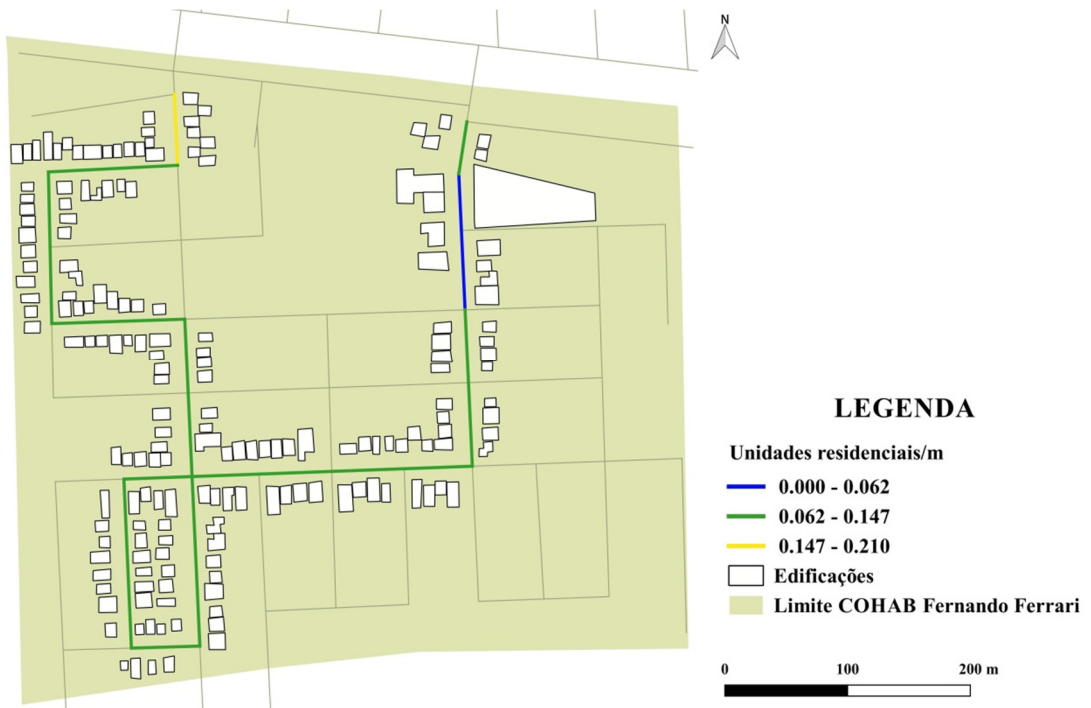 N
LEGENDA
Unidades residenciais/m
0.000 - 0.062
0.062 - 0.147
0.147 - 0.210
Edificações
Limite COHAB Fernando Ferrari
0 100 200 m